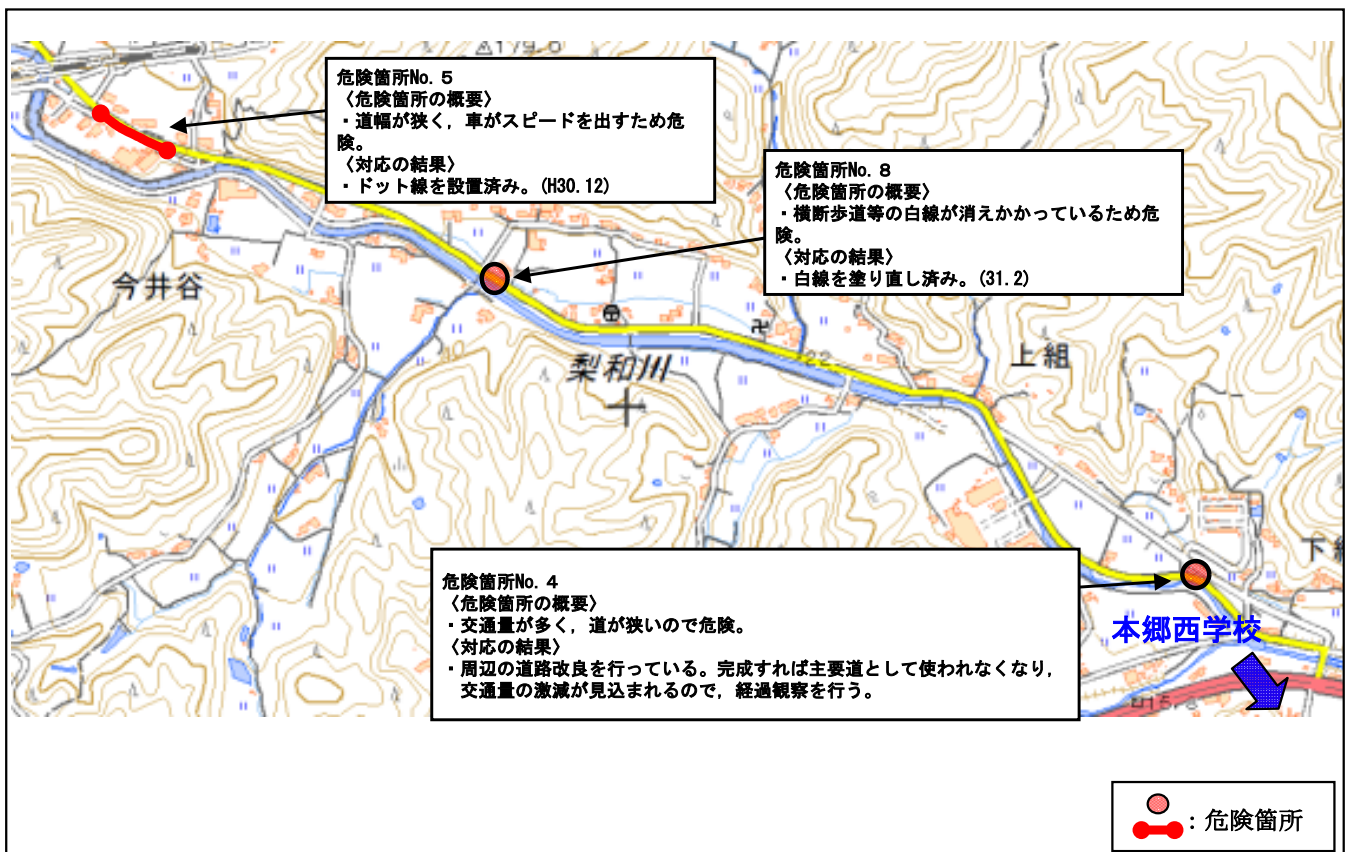 △179.6
危険箇所No.5
〈危険箇所の概要〉
・道幅が狭く，車がスピードを出すため危
険。
〈対応の結果〉
・ドット線を設置済み。(H30.12)
危険箇所No.8
〈危険箇所の概要〉
・横断歩道等の白線が消えかかっているため危
険。
〈対応の結果〉
・白線を塗り直し済み。(31.2)
今井谷
梨和川
22
上組
危険箇所No.4
〈危険箇所の概要〉
・交通量が多く，道が狭いので危険。
〈対応の結果〉
・周辺の道路改良を行っている。完成すれば主要道として使われなくなり，
交通量の激減が見込まれるので，経過観察を行う。
下組
本郷西学校
：危険箇所